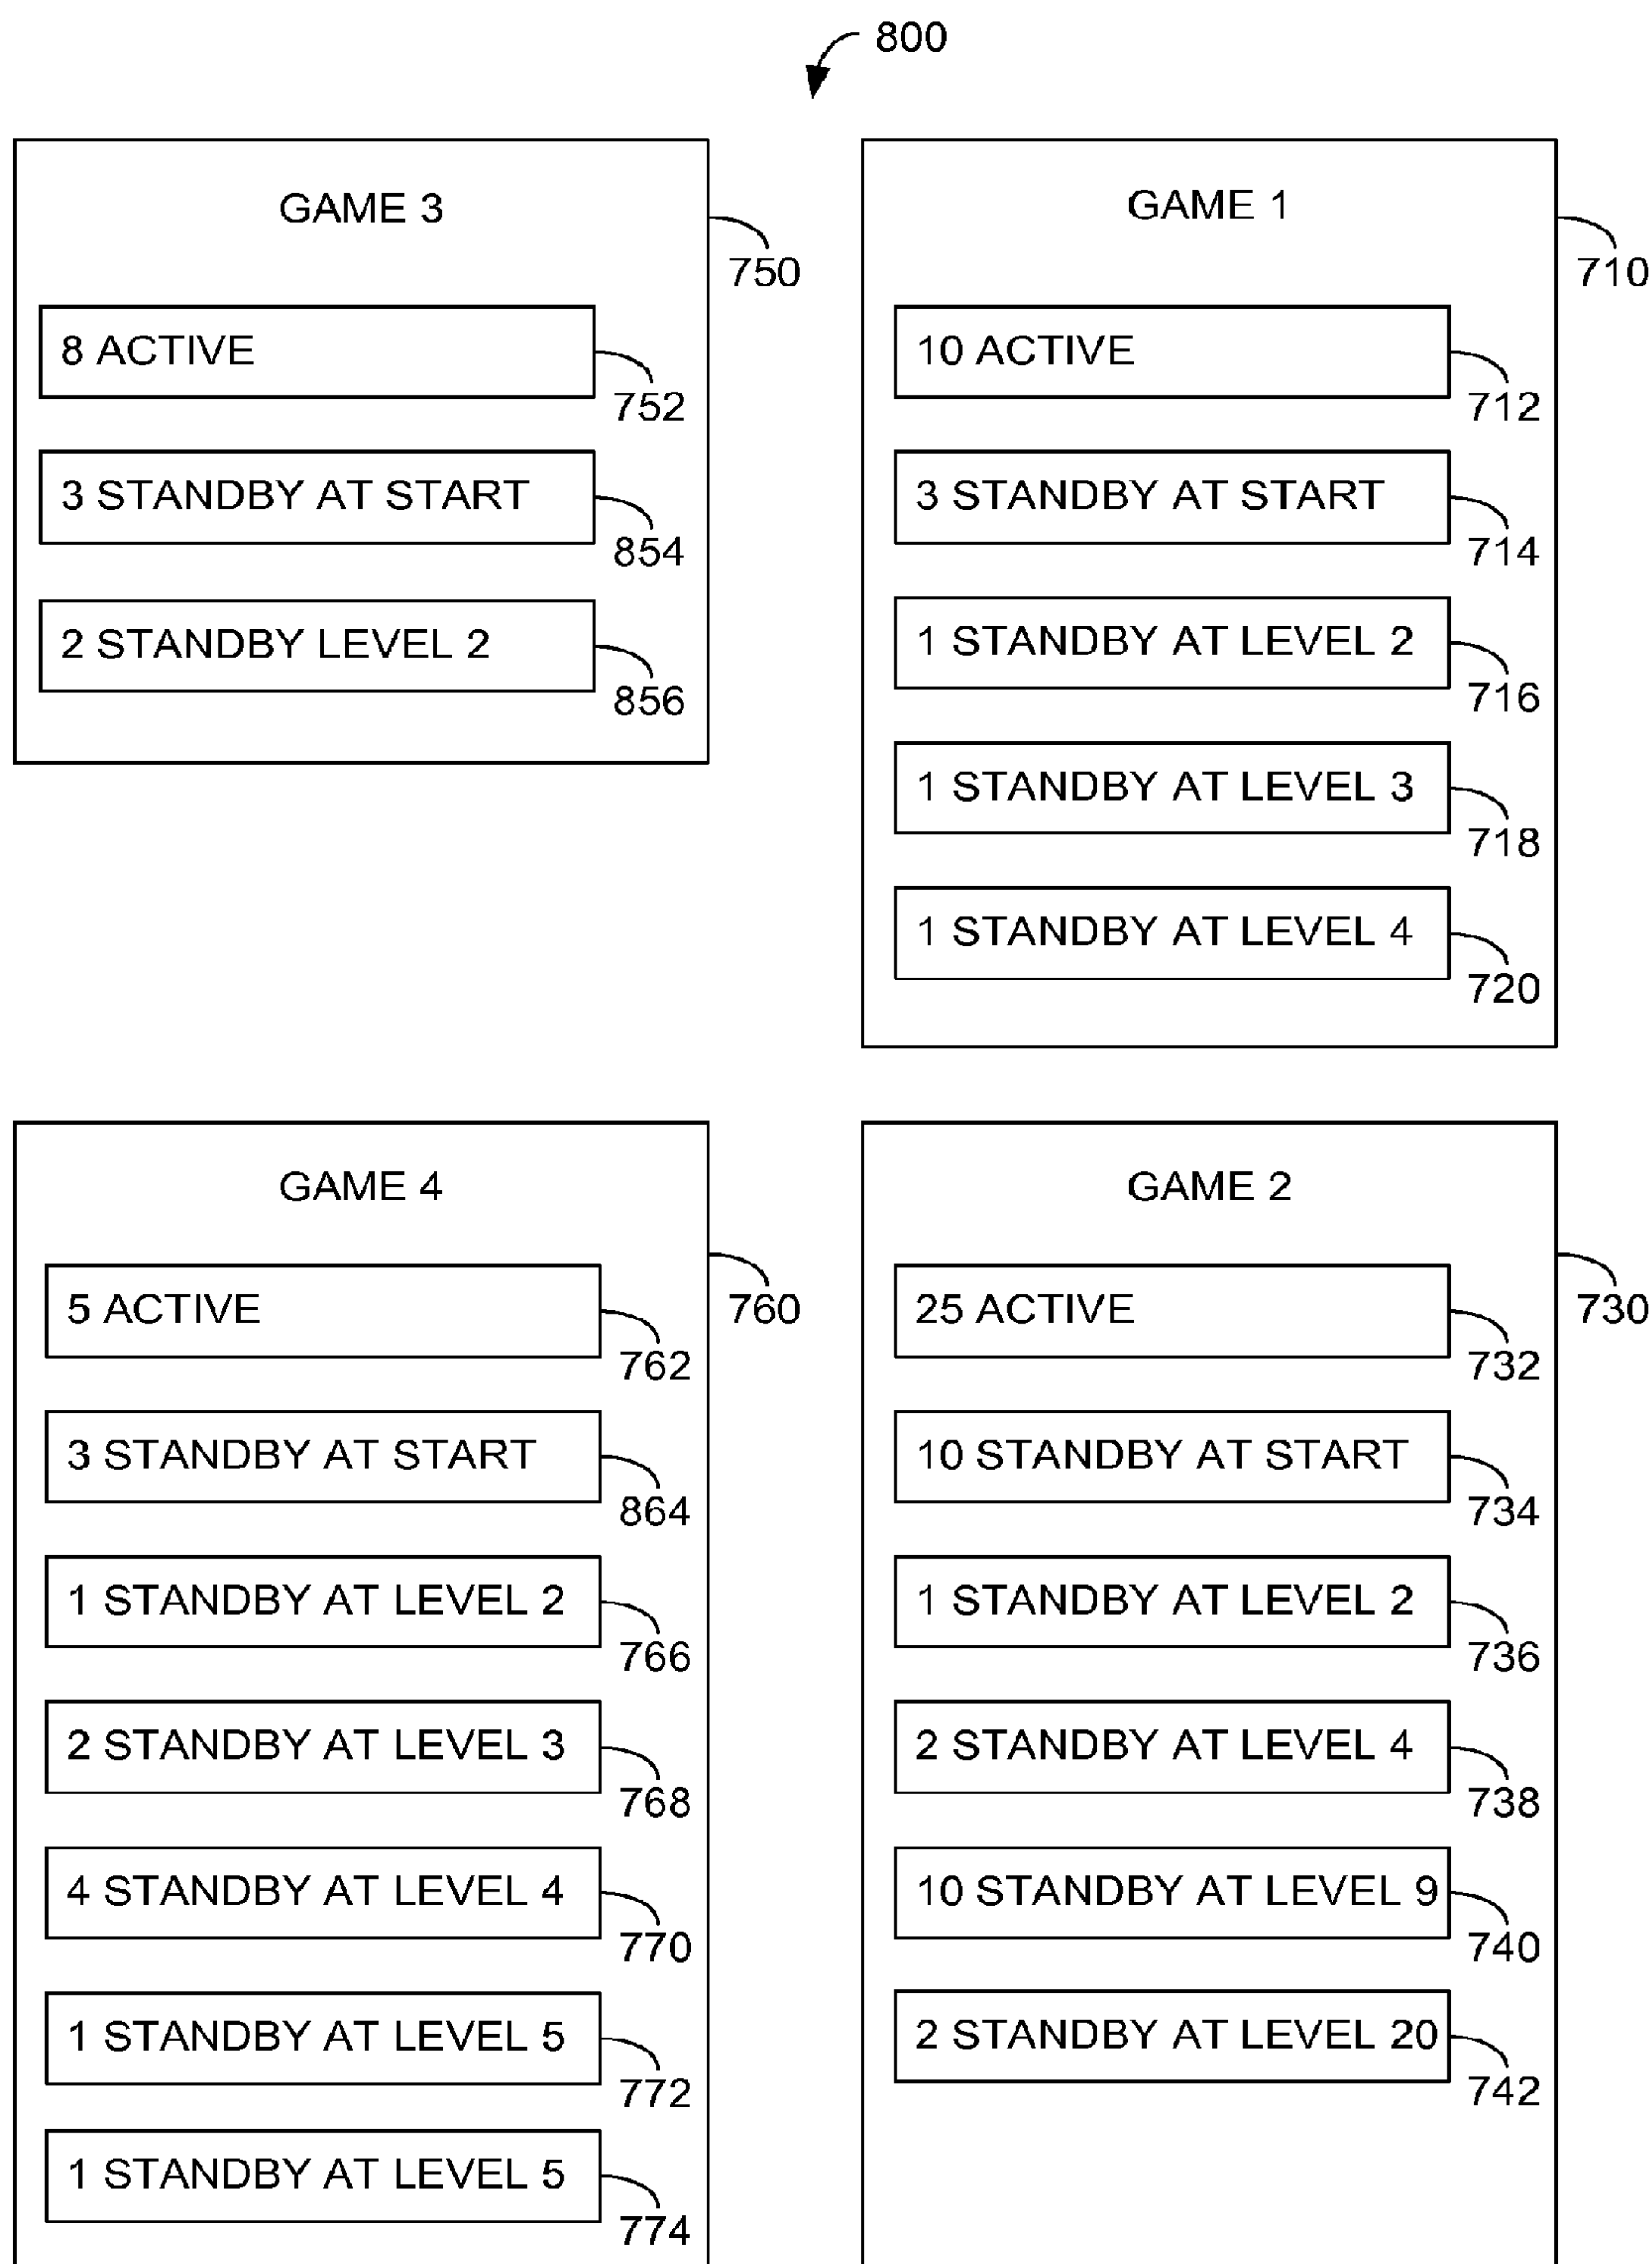 800
GAME 3
750
8 ACTIVE
752
3 STANDBY AT START
854
2 STANDBY LEVEL 2
856
GAME 1
710
10 ACTIVE
712
3 STANDBY AT START
714
1 STANDBY AT LEVEL 2
716
1 STANDBY AT LEVEL 3
718
1 STANDBY AT LEVEL 4
720
GAME 4
760
5 ACTIVE
762
3 STANDBY AT START
864
1 STANDBY AT LEVEL 2
766
2 STANDBY AT LEVEL 3
768
4 STANDBY AT LEVEL 4
770
1 STANDBY AT LEVEL 5
772
1 STANDBY AT LEVEL 5
774
GAME 2
730
25 ACTIVE
732
10 STANDBY AT START
734
1 STANDBY AT LEVEL 2
736
2 STANDBY AT LEVEL 4
738
10 STANDBY AT LEVEL 9
740
2 STANDBY AT LEVEL 20
742